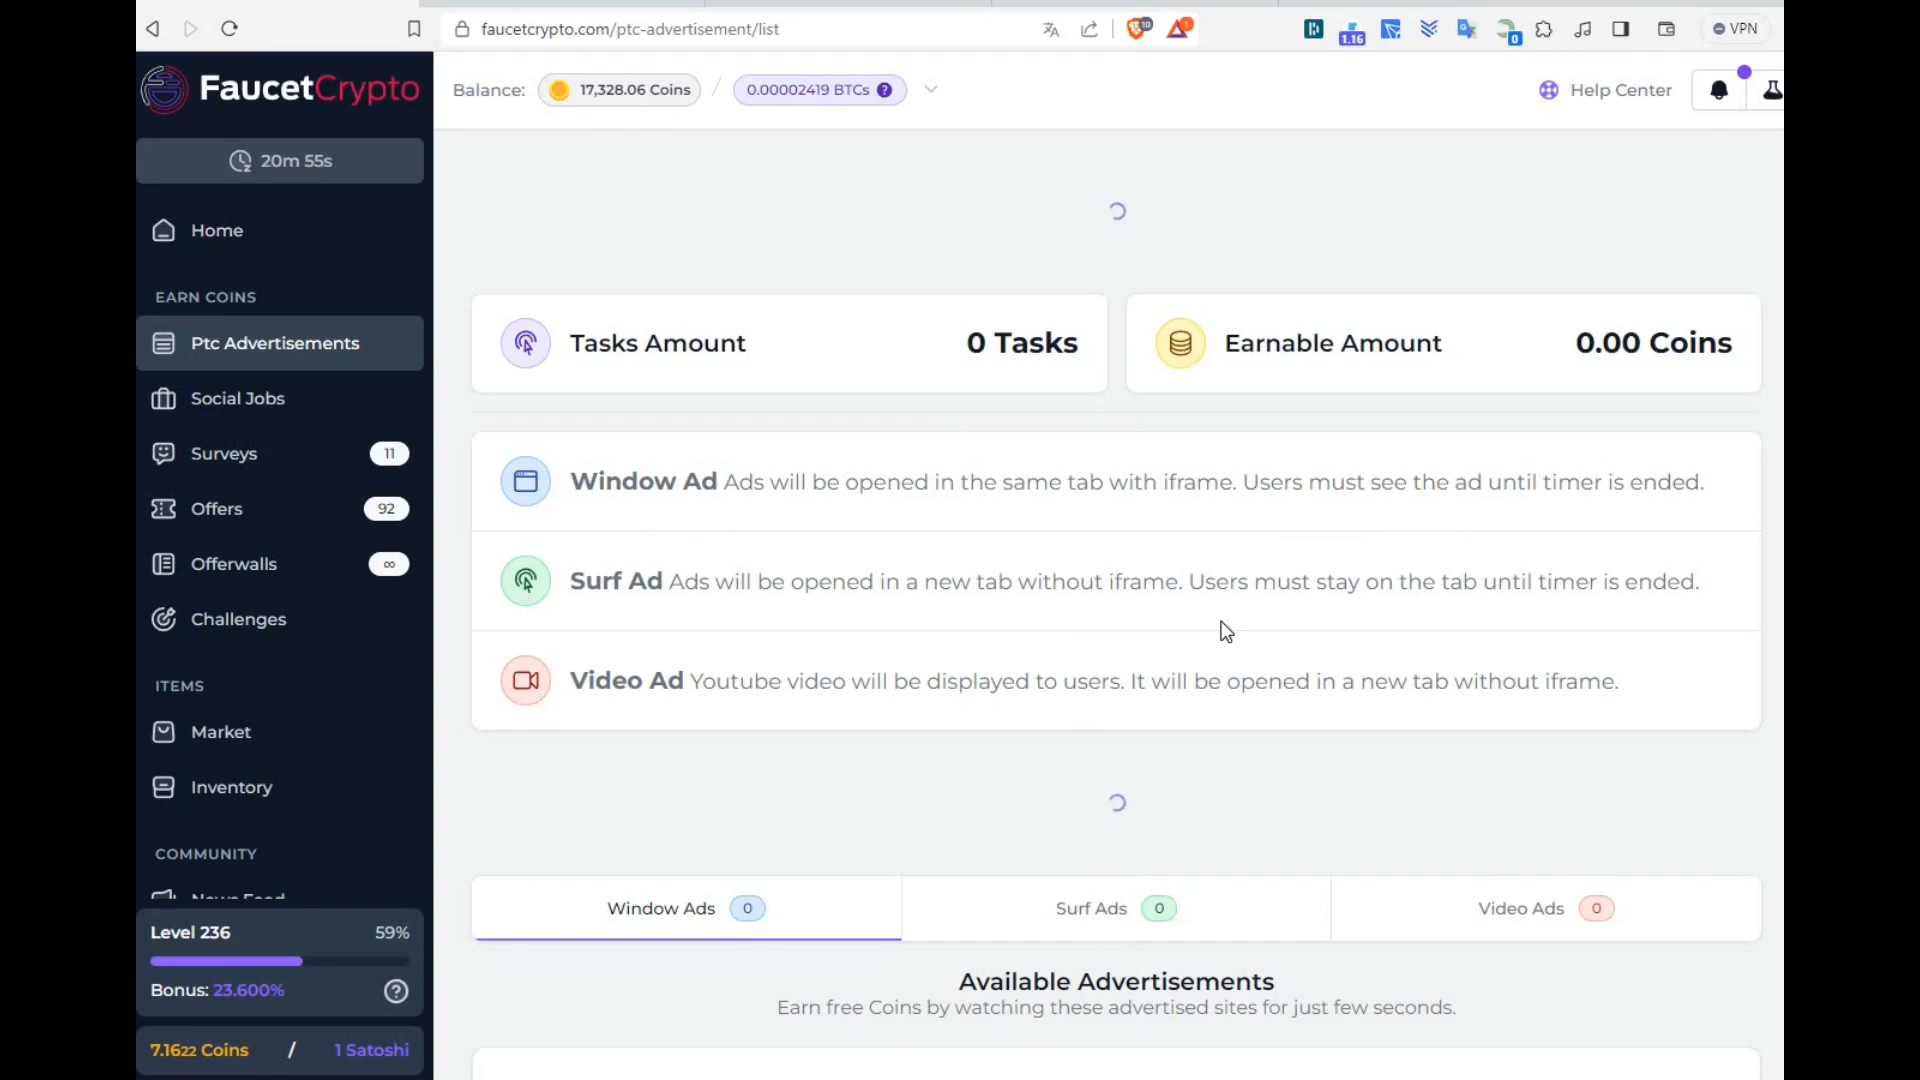 faucetcrypto.com/ptc-advertisement/list
10
1
1.16
0
VPN
FaucetCrypto
Balance:
17,328.06 Coins
/
0.00002419 BTCs
?
Help Center
20m 55s
Home
EARN COINS
Ptc Advertisements
Social Jobs
Surveys
11
Offers
92
Offerwalls
∞
Challenges
ITEMS
Market
Inventory
COMMUNITY
News Feed
Level 236
59%
Bonus: 23.600%
?
7.1622 Coins / 1 Satoshi
Tasks Amount
0 Tasks
Earnable Amount
0.00 Coins
Window Ad Ads will be opened in the same tab with iframe. Users must see the ad until timer is ended.
Surf Ad Ads will be opened in a new tab without iframe. Users must stay on the tab until timer is ended.
Video Ad Youtube video will be displayed to users. It will be opened in a new tab without iframe.
Window Ads 0
Surf Ads 0
Video Ads 0
Available Advertisements
Earn free Coins by watching these advertised sites for just few seconds.